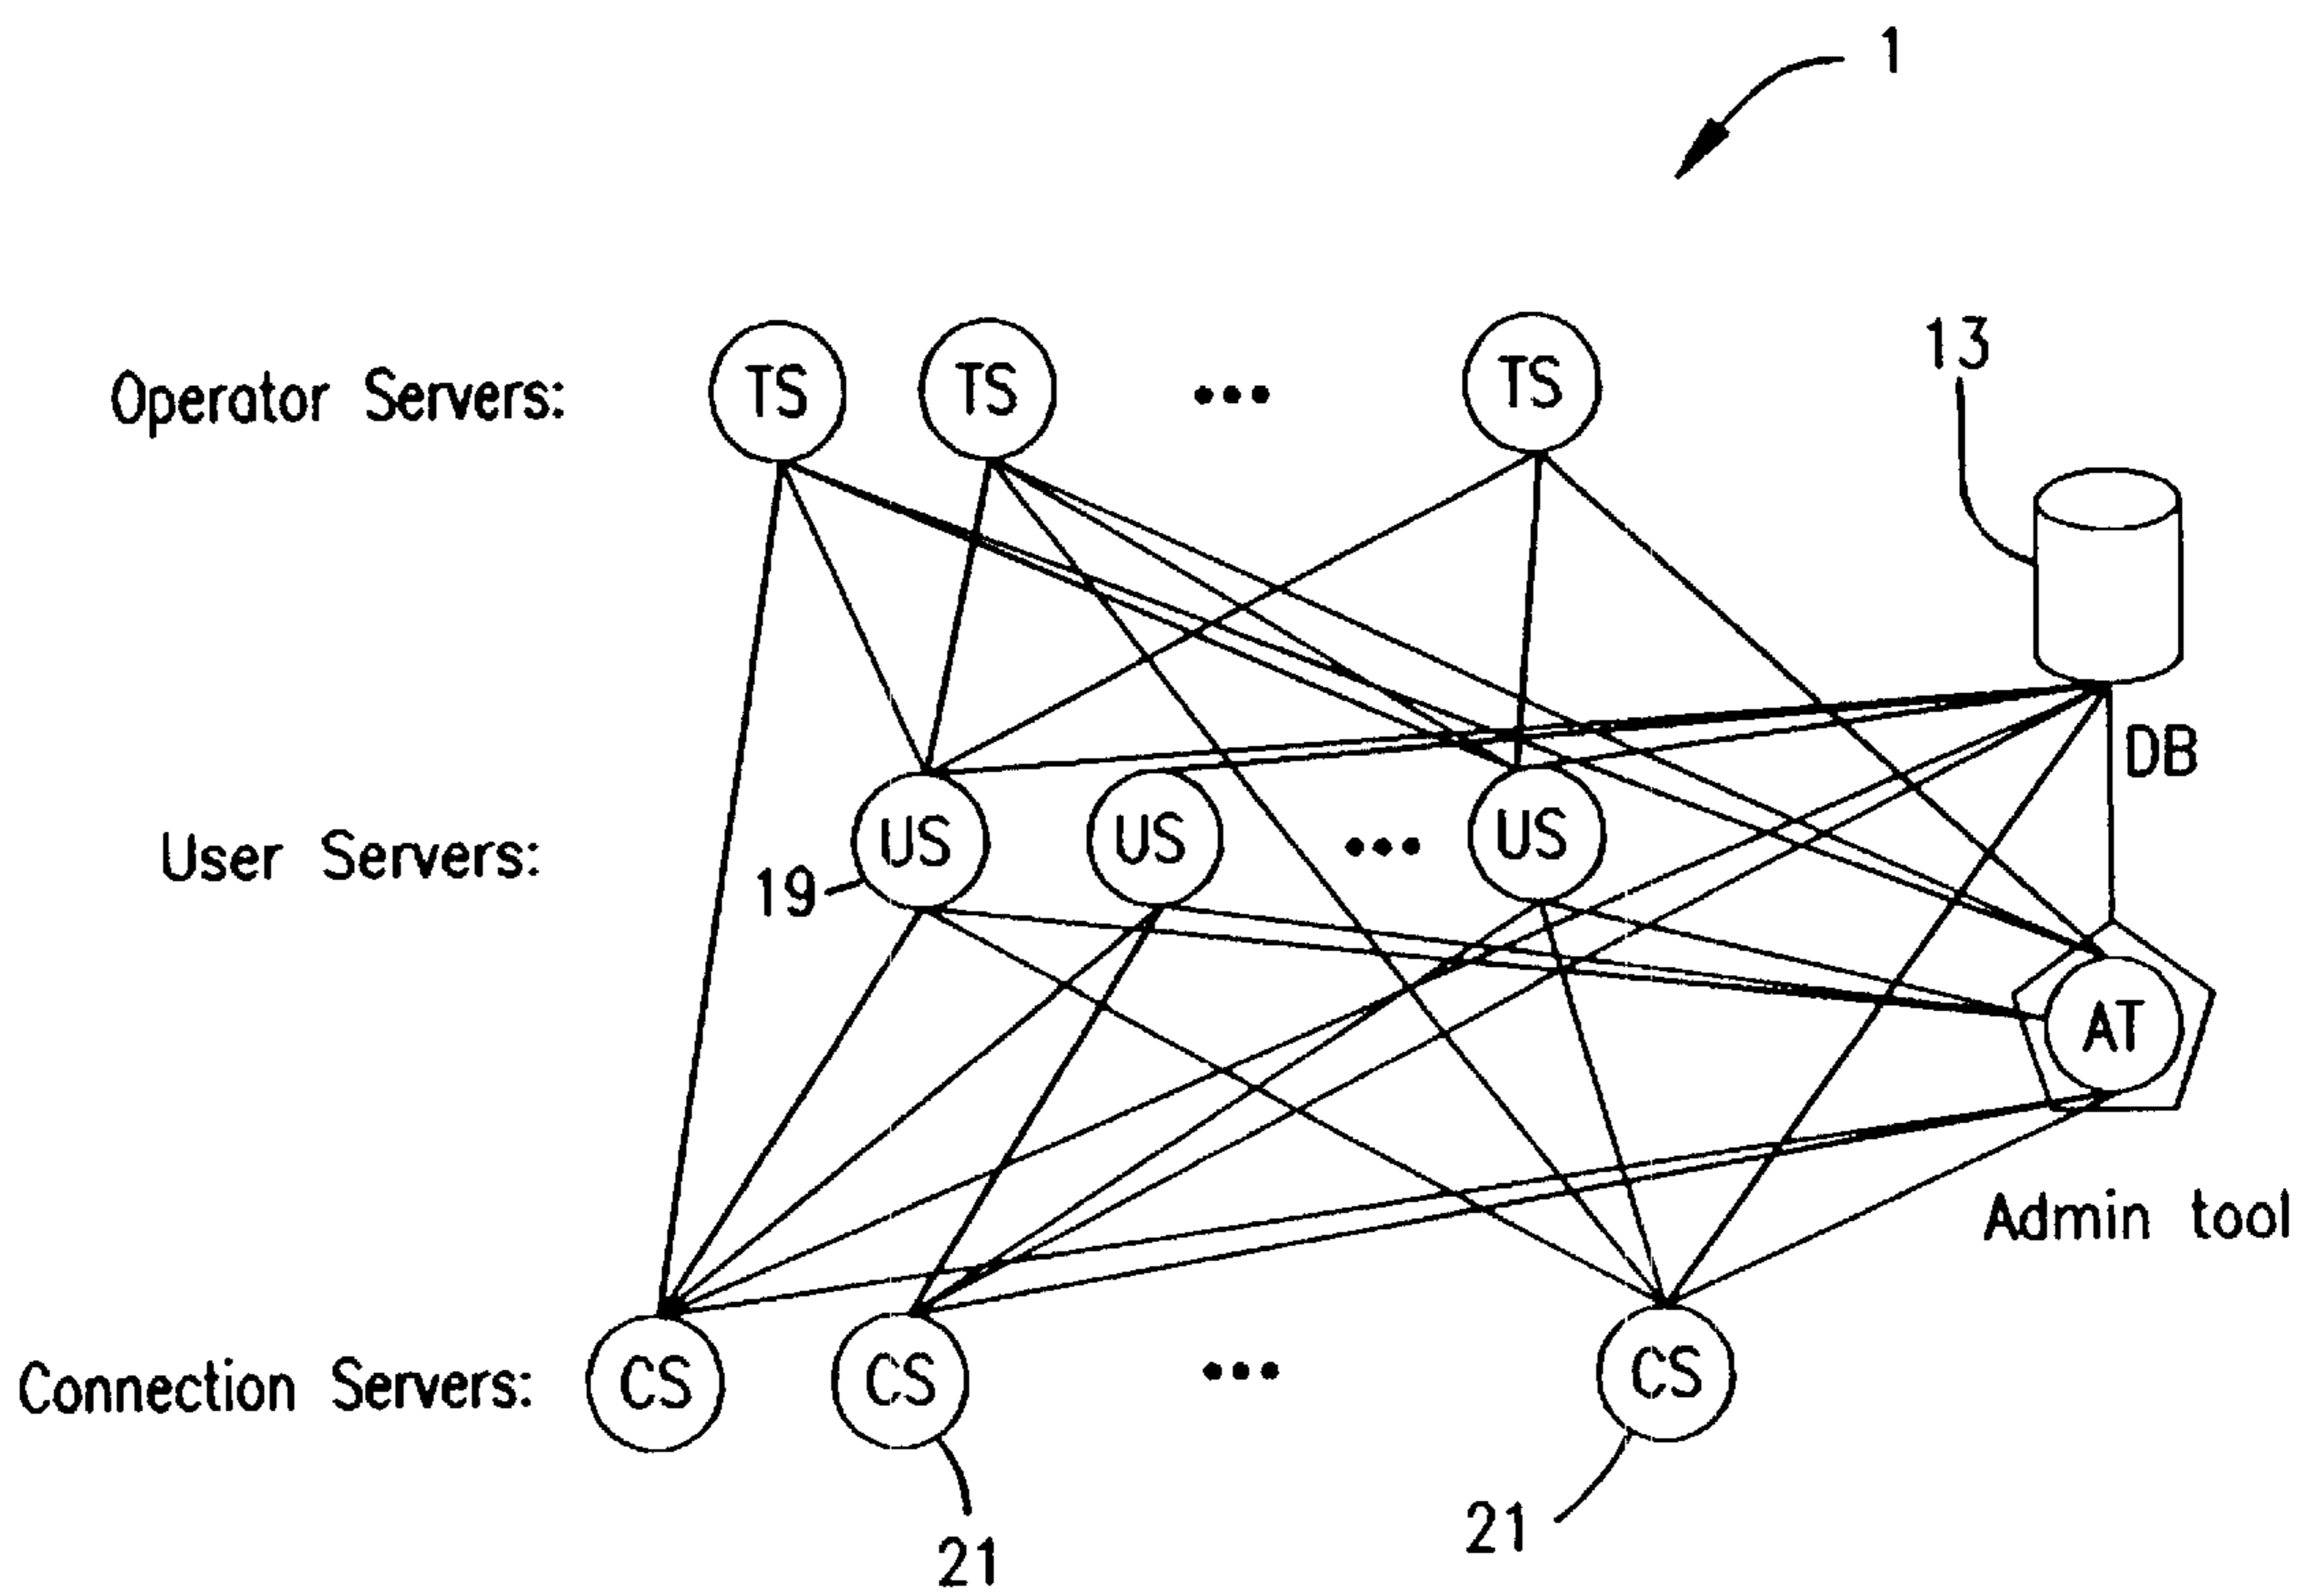 1
13
Operator Servers: TS TS ... TS
DB
User Servers: US US ... US
19
AT
Admin tool
Connection Servers: CS CS ... CS
21 21